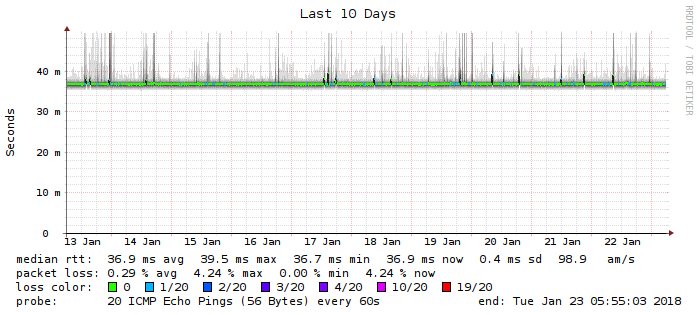 Last 10 Days
RRDTOOL / TOBI OETIKER
Seconds
40 m
30 m
20 m
10 m
0
13 Jan 14 Jan 15 Jan 16 Jan 17 Jan 18 Jan 19 Jan 20 Jan 21 Jan 22 Jan
median rtt: 36.9 ms avg 39.5 ms max 36.7 ms min 36.9 ms now 0.4 ms sd 98.9 am/s
packet loss: 0.29 % avg 4.24 % max 0.00 % min 4.24 % now
loss color: 0 1/20 2/20 3/20 4/20 10/20 19/20
probe: 20 ICMP Echo Pings (56 Bytes) every 60s end: Tue Jan 23 05:55:03 2018